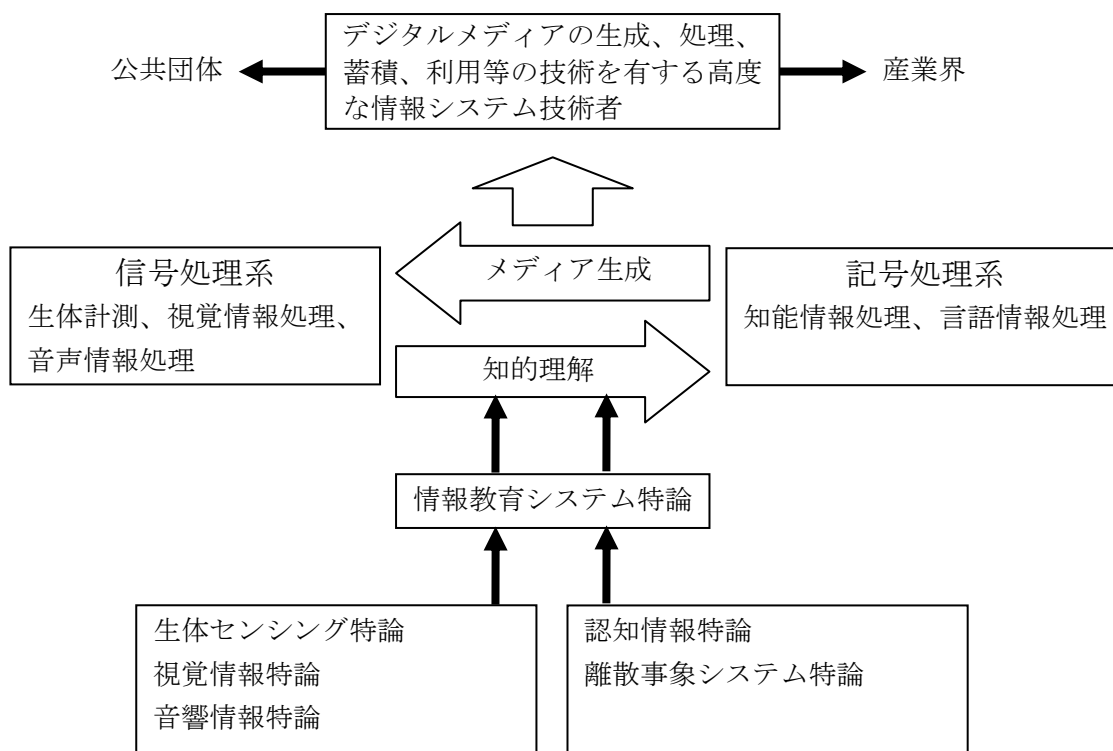 デジタルメディアの生成、処理、
蓄積、利用等の技術を有する高度
な情報システム技術者
公共団体
産業界
信号処理系
生体計測、視覚情報処理、
音声情報処理
メディア生成
記号処理系
知能情報処理、言語情報処理
知的理解
情報教育システム特論
生体センシング特論
視覚情報特論
音響情報特論
認知情報特論
離散事象システム特論